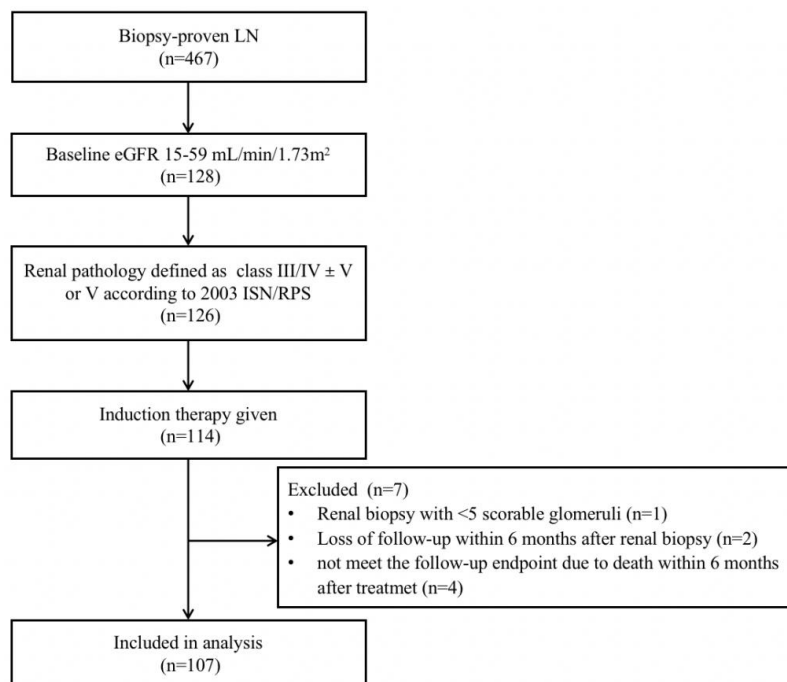 Biopsy-proven LN
(n=467)
Baseline eGFR 15-59 mL/min/1.73m²
(n=128)
Renal pathology defined as class III/IV ± V
or V according to 2003 ISN/RPS
(n=126)
Induction therapy given
(n=114)
Excluded (n=7)
• Renal biopsy with <5 scorable glomeruli (n=1)
• Loss of follow-up within 6 months after renal biopsy (n=2)
• not meet the follow-up endpoint due to death within 6 months
after treatmet (n=4)
Included in analysis
(n=107)